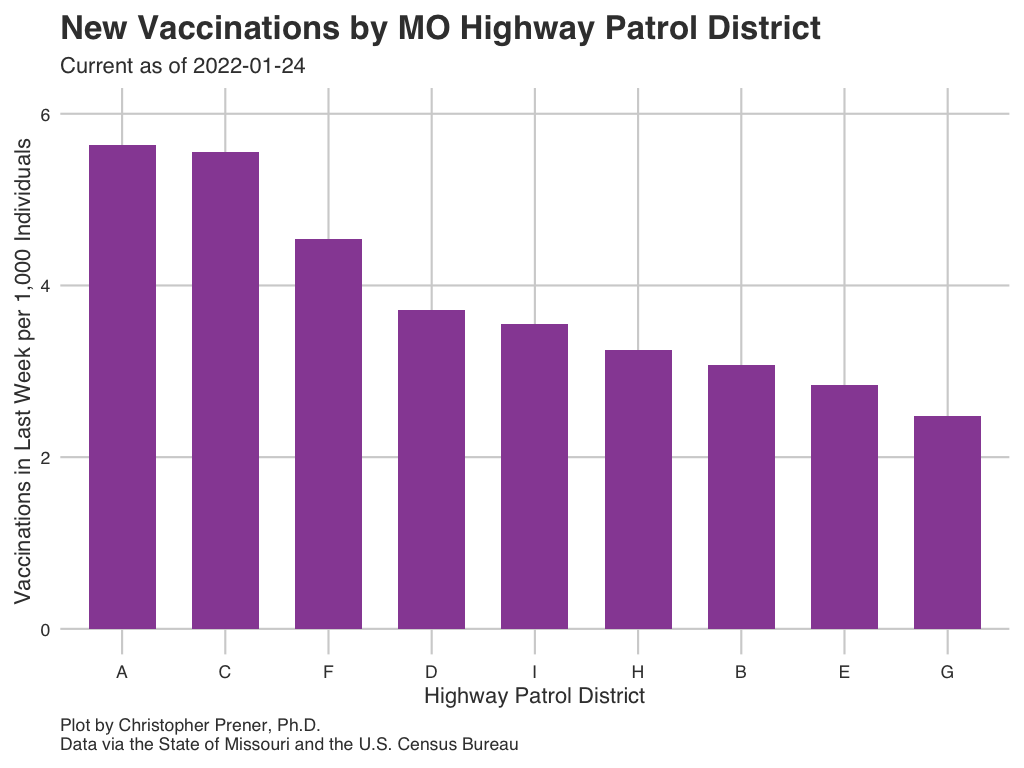 New Vaccinations by MO Highway Patrol District
Current as of 2022-01-24
Vaccinations in Last Week per 1,000 Individuals
6
4
2
0
A C F D I H B E G
Highway Patrol District
Plot by Christopher Prener, Ph.D.
Data via the State of Missouri and the U.S. Census Bureau